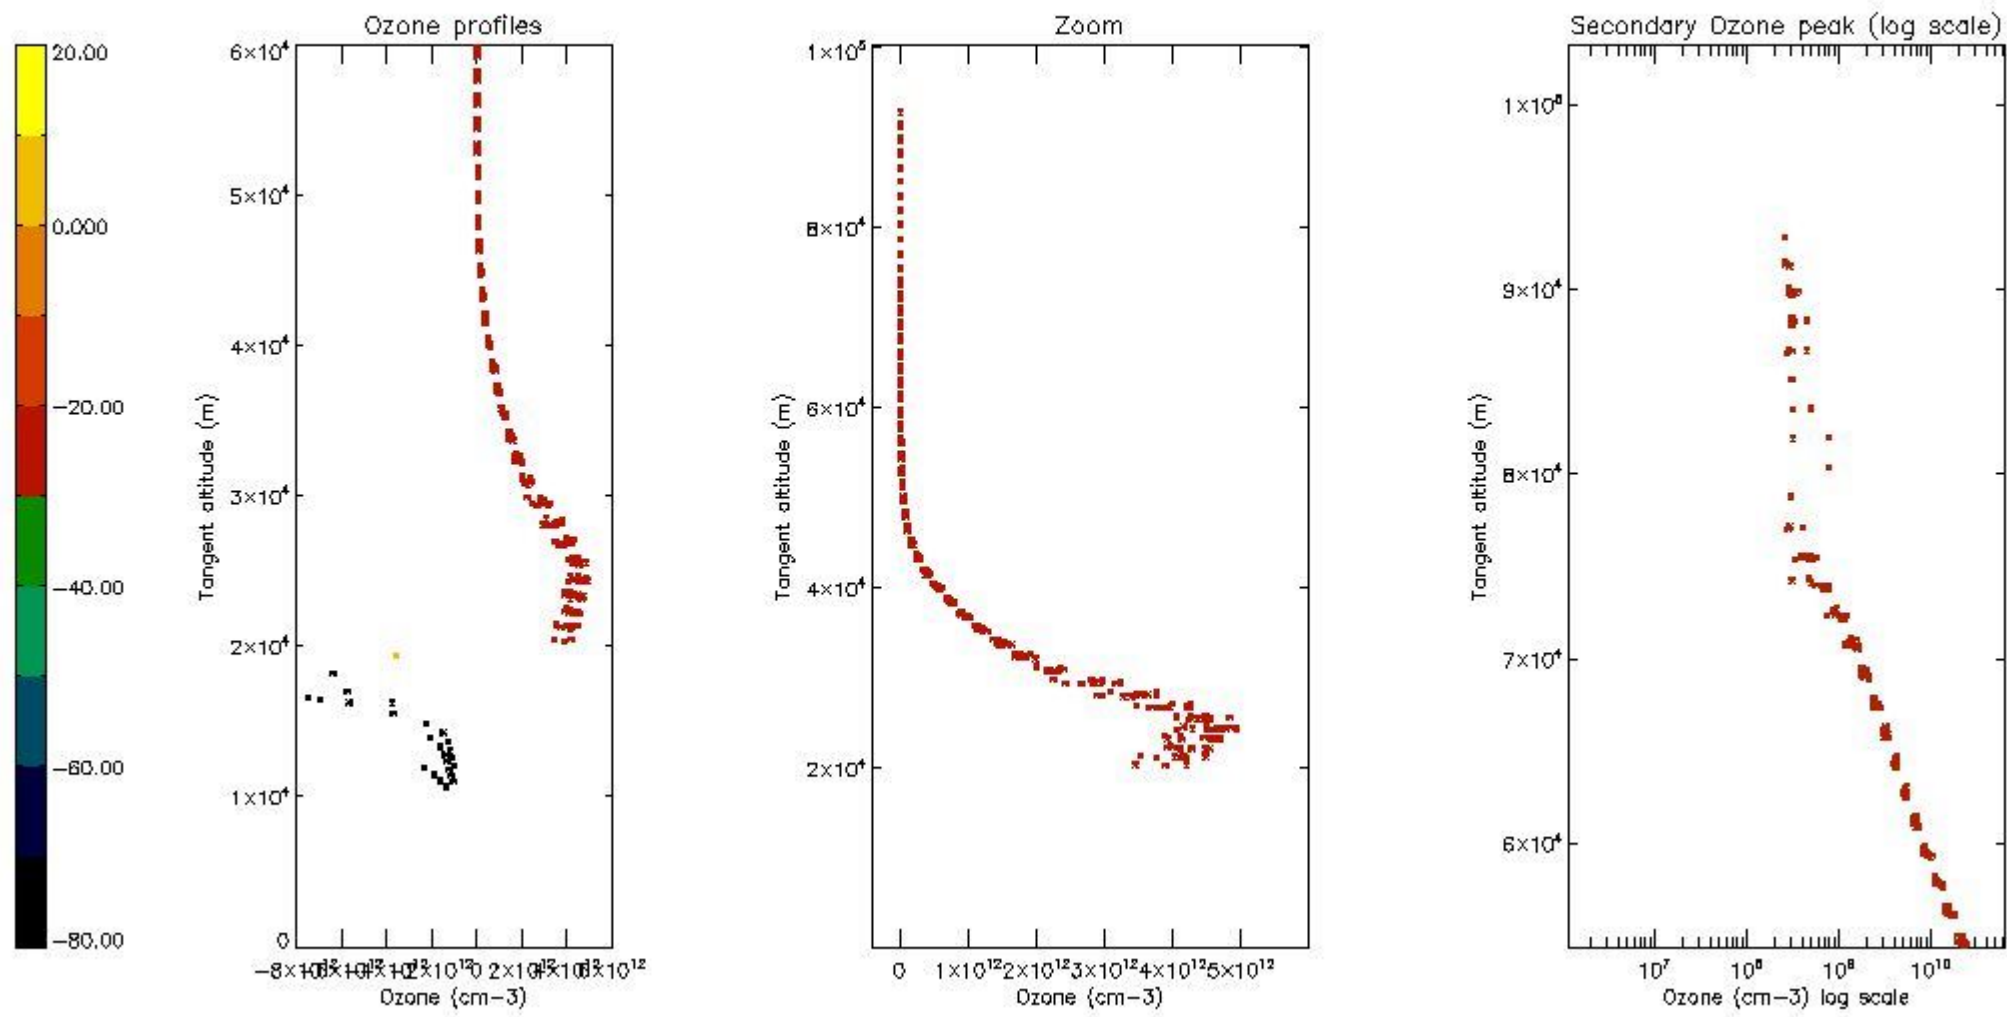 Ozone profiles
Zoom
Secondary Ozone peak (log scale)
20.00
0.000
−20.00
−40.00
−60.00
−80.00
6×10⁴
5×10⁴
4×10⁴
3×10⁴
2×10⁴
1×10⁴
0
Tangent altitude (m)
2×10¹²
6×10¹²
Ozone (cm−3)
1×10⁵
8×10⁴
6×10⁴
4×10⁴
2×10⁴
Tangent altitude (m)
0 1×10¹² 2×10¹² 3×10¹² 4×10¹² 5×10¹²
Ozone (cm−3)
9×10⁴
8×10⁴
7×10⁴
6×10⁴
Tangent altitude (m)
10⁷ 10⁸ 10⁹ 10¹⁰
Ozone (cm−3) log scale